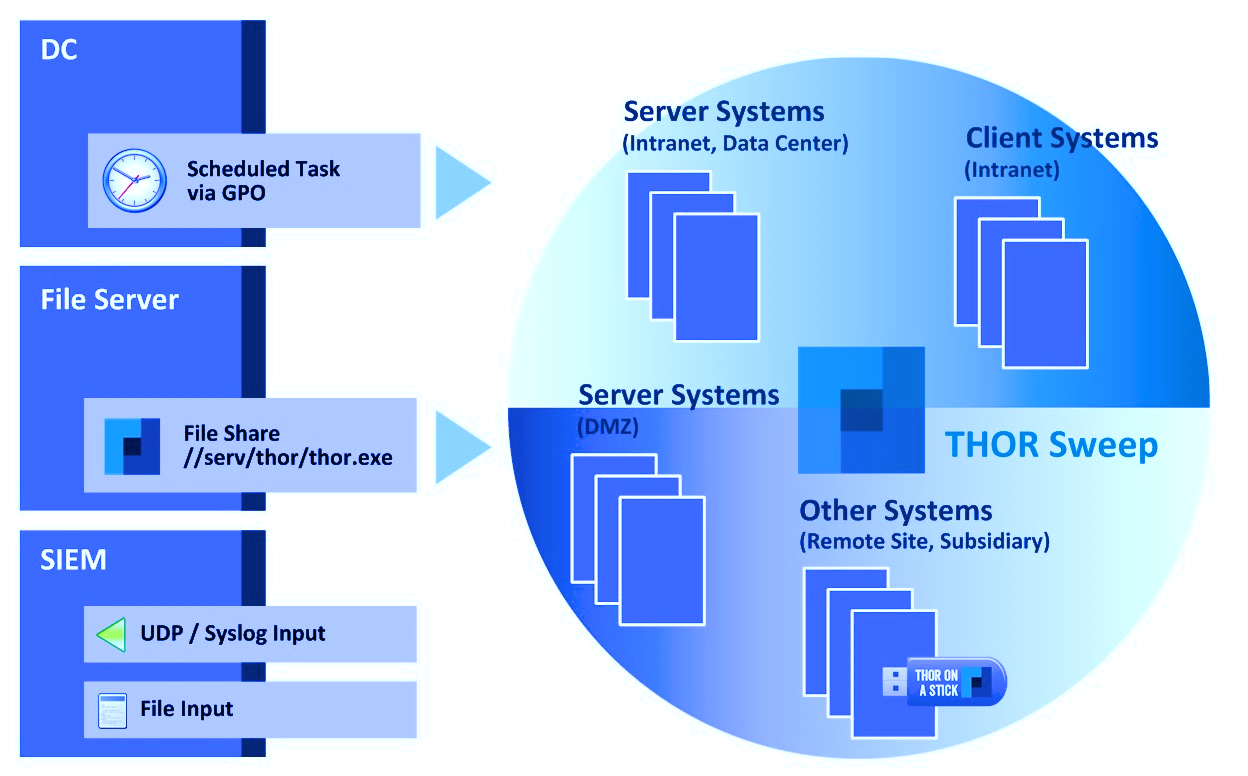 DC
Scheduled Task
via GPO
File Server
File Share
//serv/thor/thor.exe
SIEM
UDP / Syslog Input
File Input
Server Systems
(Intranet, Data Center)
Client Systems
(Intranet)
Server Systems
(DMZ)
THOR Sweep
Other Systems
(Remote Site, Subsidiary)
THOR ON
A STICK